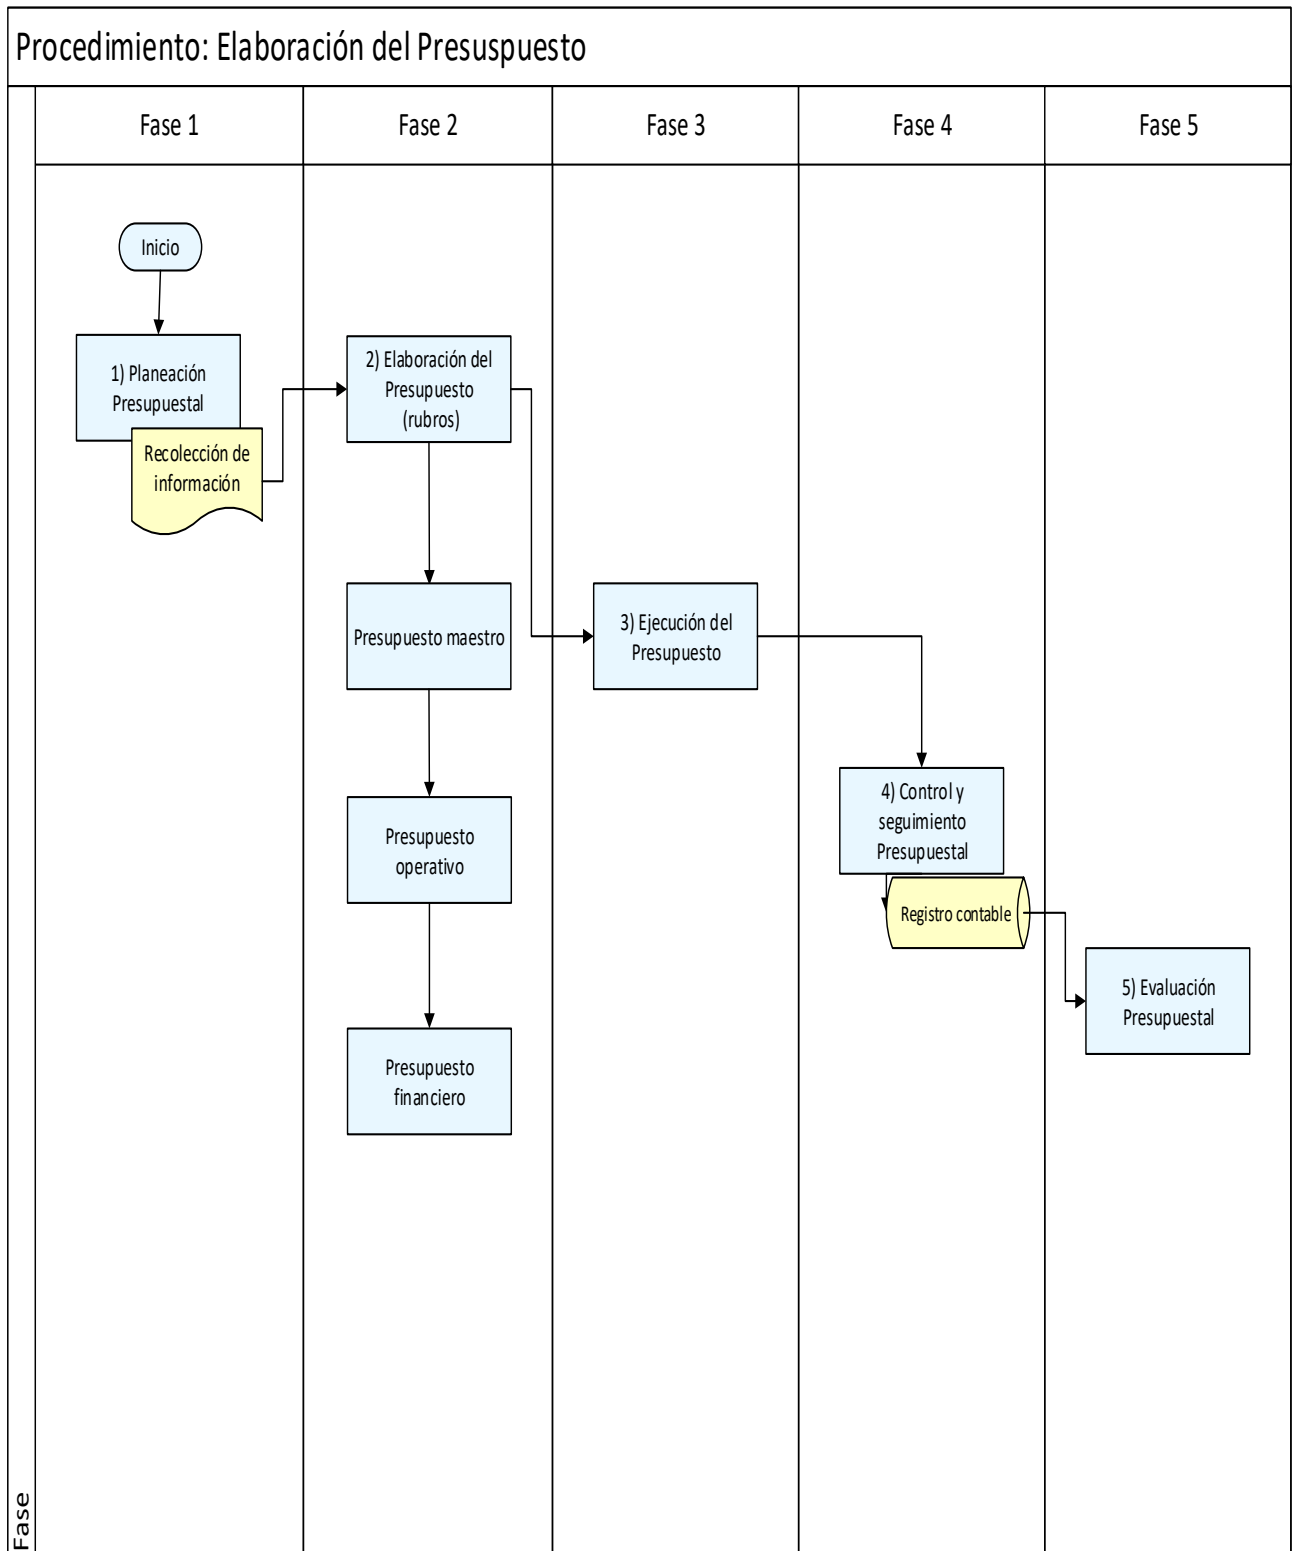 Procedimiento: Elaboración del Presuspuesto
Fase 1
Fase 2
Fase 3
Fase 4
Fase 5
Inicio
1) Planeación
Presupuestal
Recolección de
información
2) Elaboración del
Presupuesto
(rubros)
Presupuesto maestro
Presupuesto
operativo
Presupuesto
financiero
3) Ejecución del
Presupuesto
4) Control y
seguimiento
Presupuestal
Registro contable
5) Evaluación
Presupuestal
Fase